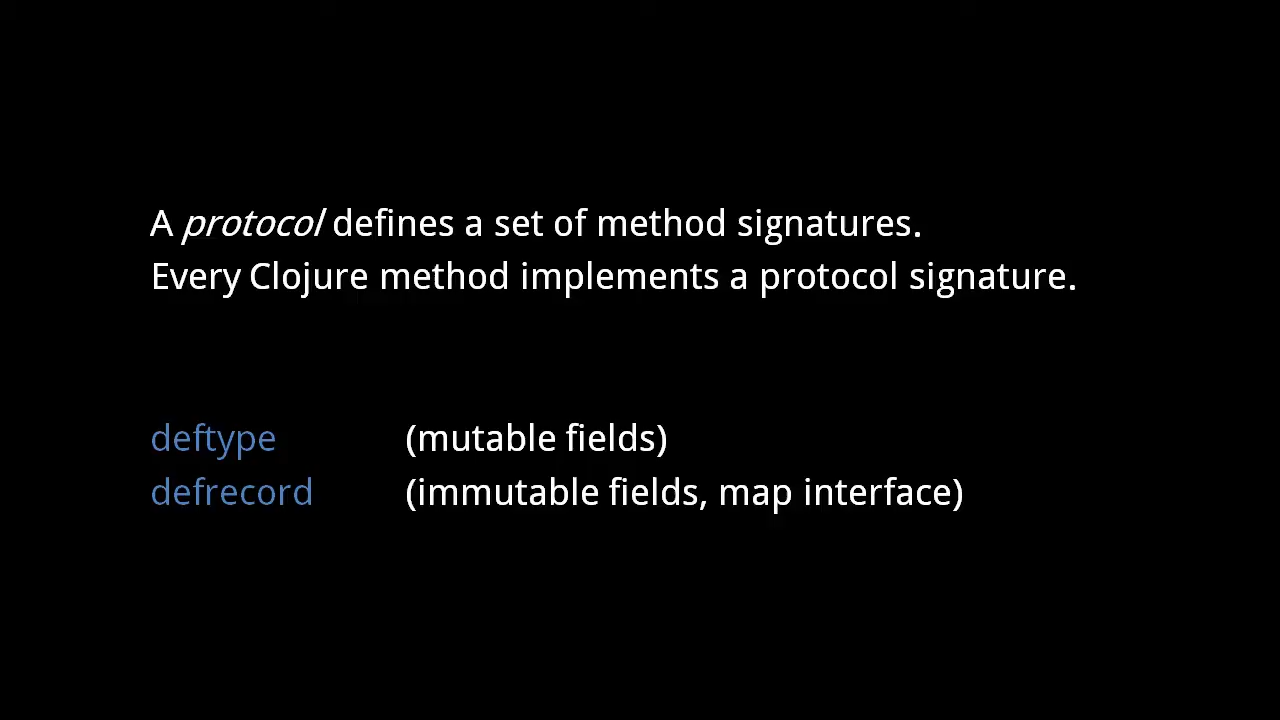 A protocol defines a set of method signatures.
Every Clojure method implements a protocol signature.
deftype (mutable fields)
defrecord (immutable fields, map interface)